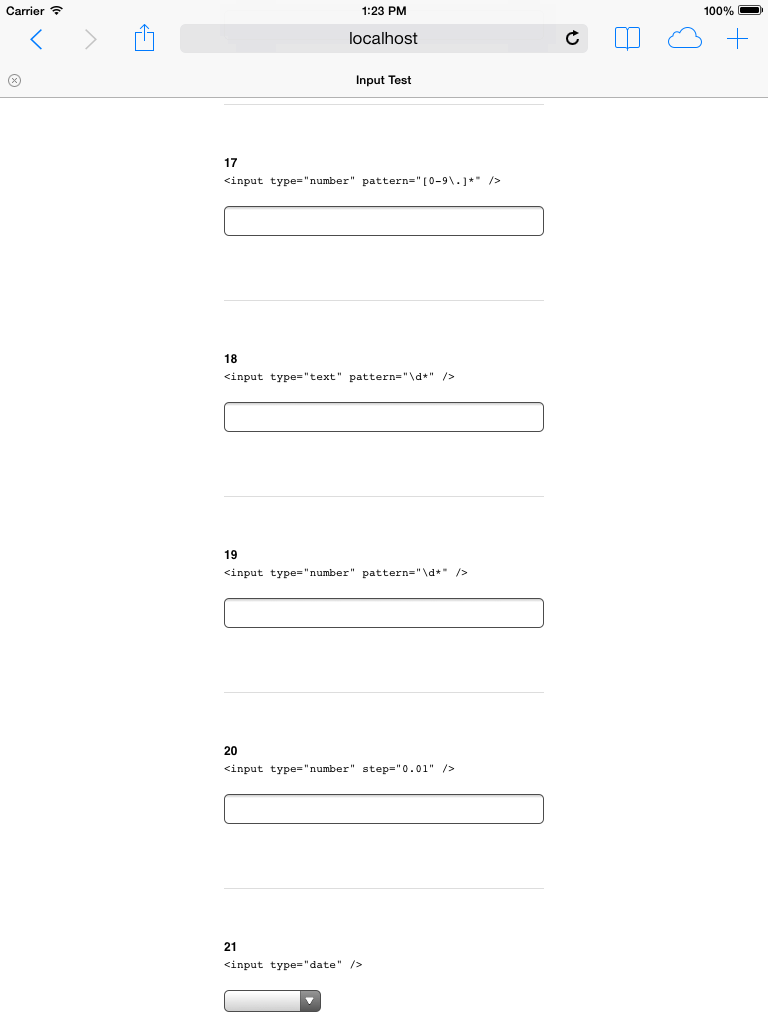 Carrier 1:23 PM 100%
localhost
Input Test
17
<input type="number" pattern="[0-9\.]*" />
18
<input type="text" pattern="\d*" />
19
<input type="number" pattern="\d*" />
20
<input type="number" step="0.01" />
21
<input type="date" />